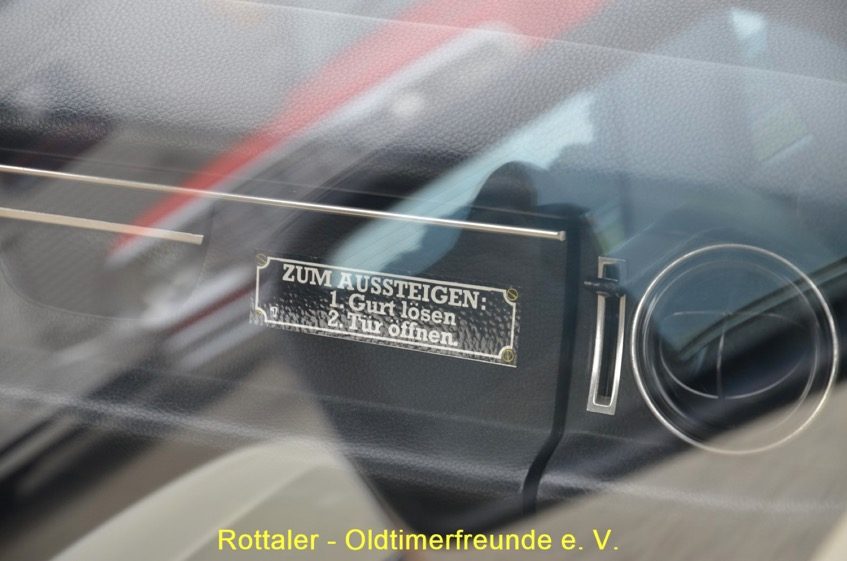 ZUM AUSSTEIGEN:
1. Gurt lösen
2. Tür öffnen.
Rottaler - Oldtimerfreunde e. V.